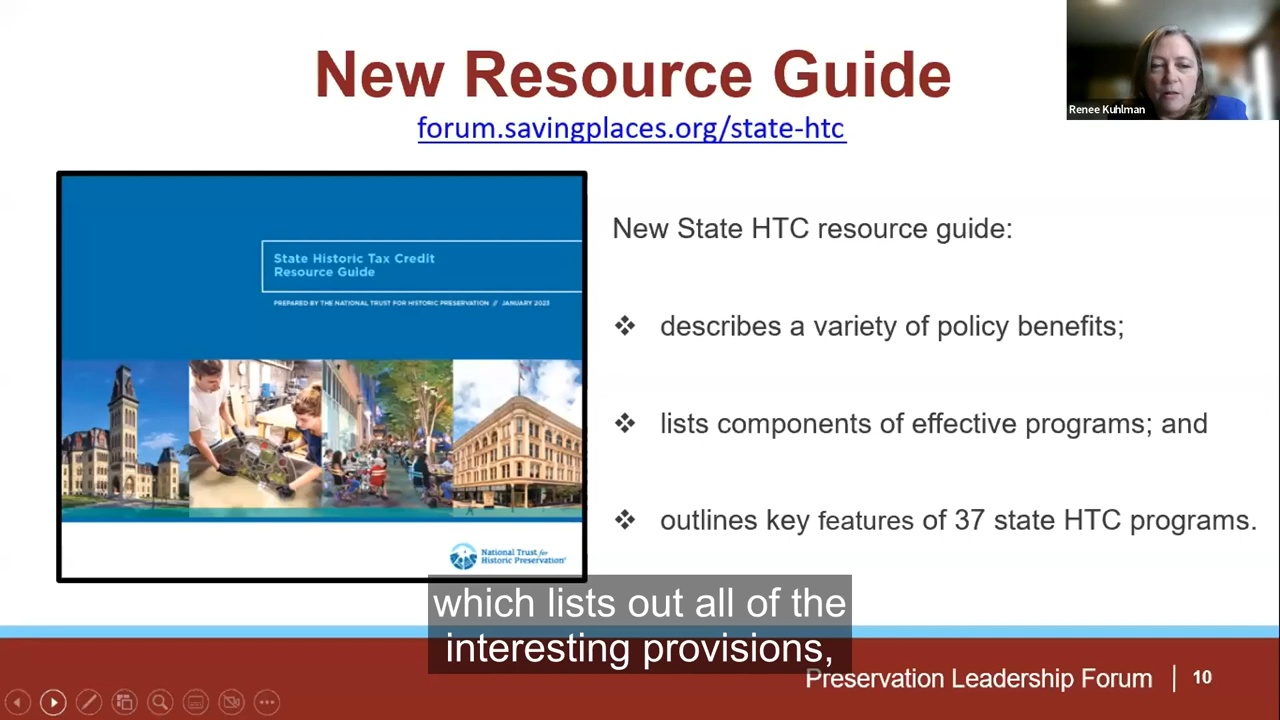 New Resource Guide
forum.savingplaces.org/state-htc
Renee Kuhlman
State Historic Tax Credit
Resource Guide
PREPARED BY THE NATIONAL TRUST FOR HISTORIC PRESERVATION // JANUARY 2023
National Trust for
Historic Preservation®
New State HTC resource guide:
❖ describes a variety of policy benefits;
❖ lists components of effective programs; and
❖ outlines key features of 37 state HTC programs.
which lists out all of the
interesting provisions,
Preservation Leadership Forum | 10